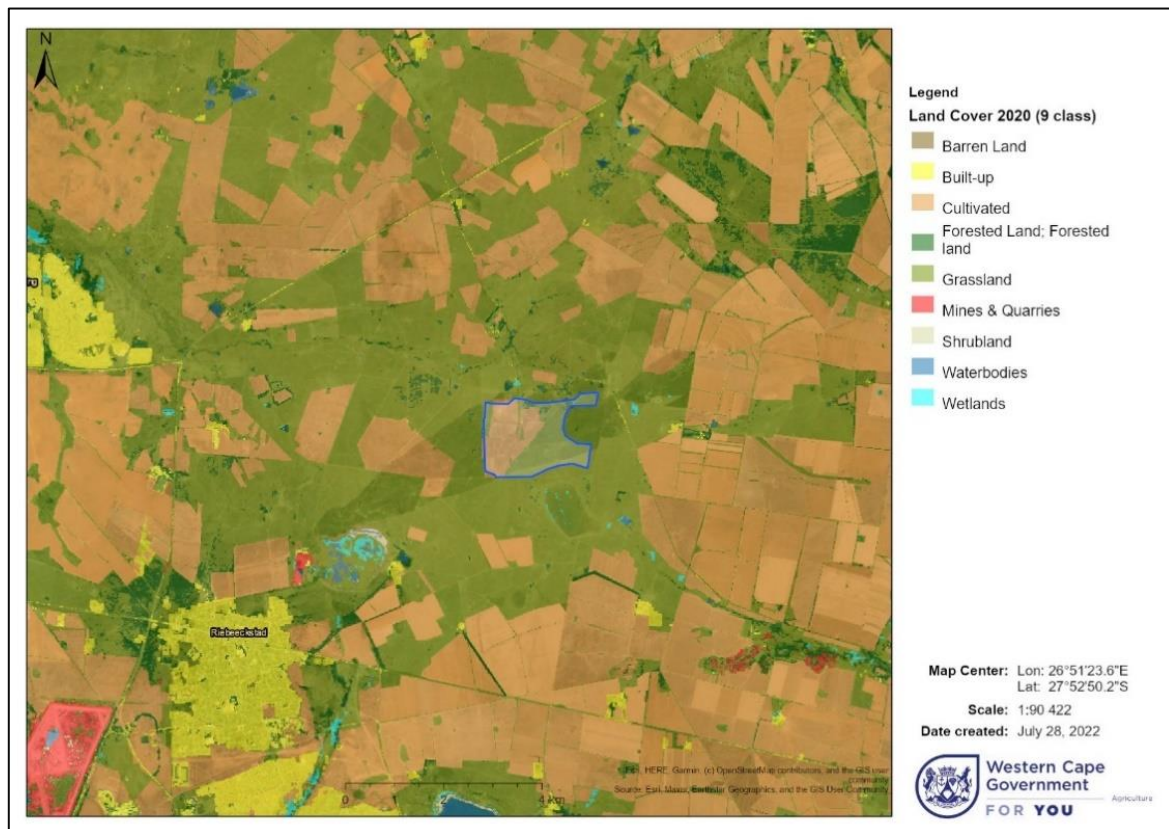 N
Legend
Land Cover 2020 (9 class)
Barren Land
Built-up
Cultivated
Forested Land; Forested
land
Grassland
Mines & Quarries
Shrubland
Waterbodies
Wetlands
ng
Riebeeckstad
Map Center: Lon: 26°51'23.6"E
Lat: 27°52'50.2"S
Scale: 1:90 422
Date created: July 28, 2022
HERE, Garmin, (c) OpenStreetMap contributors, and the GIS user
community
Source: Esri, Maxar, Earthstar Geographics, and the GIS User Community
0 2 4 km
Western Cape
Government
FOR YOU
Agriculture